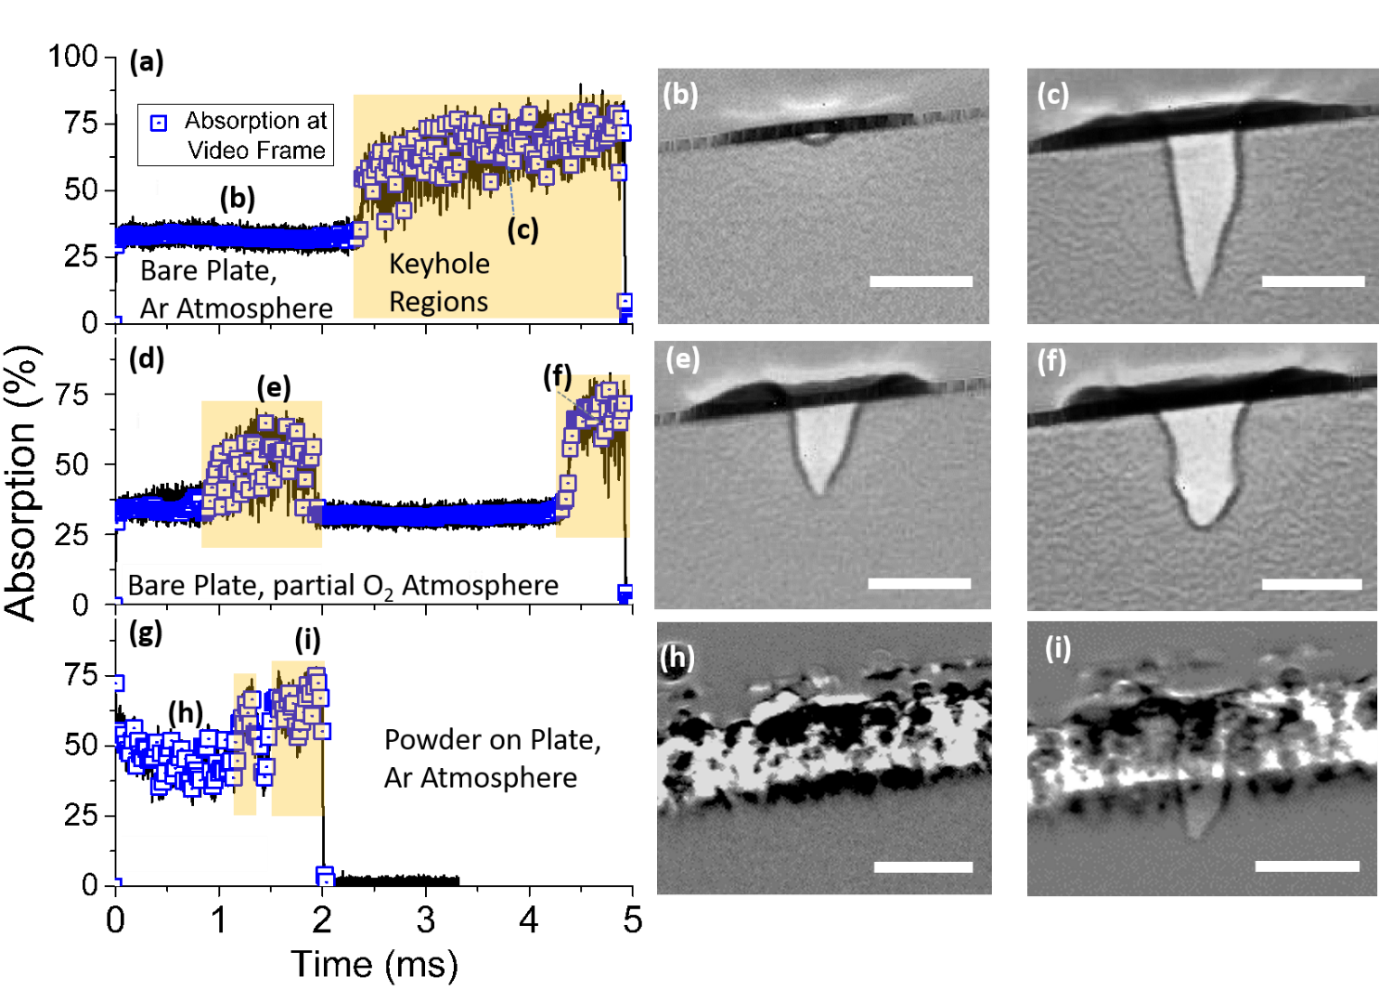 100
(a)
Absorption at
Video Frame
75
50
(b)
(c)
25
Bare Plate,
Ar Atmosphere
Keyhole
Regions
0
(b)
(c)
(d)
(e)
(f)
75
50
25
Bare Plate, partial O₂ Atmosphere
0
(e)
(f)
Absorption (%)
(g)
(i)
75
(h)
50
Powder on Plate,
Ar Atmosphere
25
0
(h)
(i)
0 1 2 3 4 5
Time (ms)